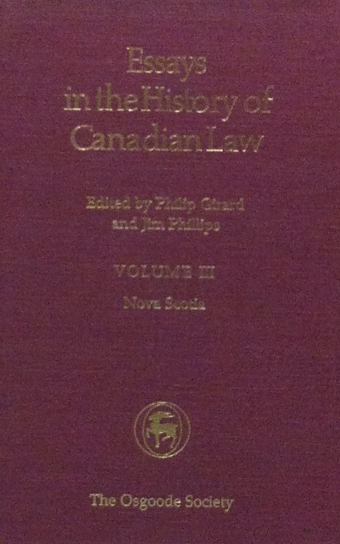 Essays
in the History of
Canadian Law
Edited by Philip Girard
and Jim Phillips
VOLUME III
Nova Scotia
The Osgoode Society